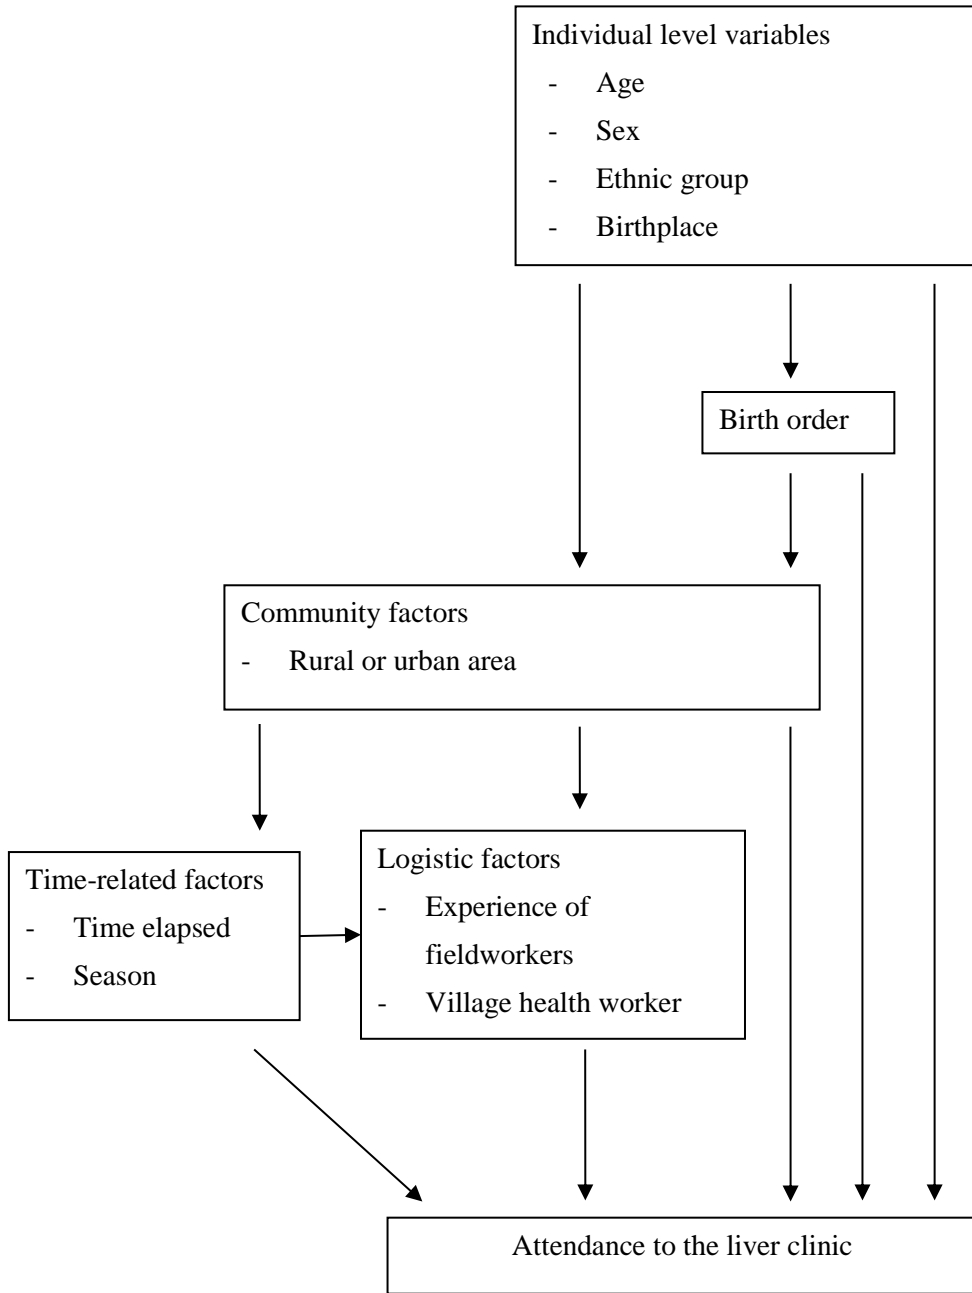 Individual level variables
- Age
- Sex
- Ethnic group
- Birthplace
Birth order
Community factors
- Rural or urban area
Time-related factors
- Time elapsed
- Season
Logistic factors
- Experience of
fieldworkers
- Village health worker
Attendance to the liver clinic